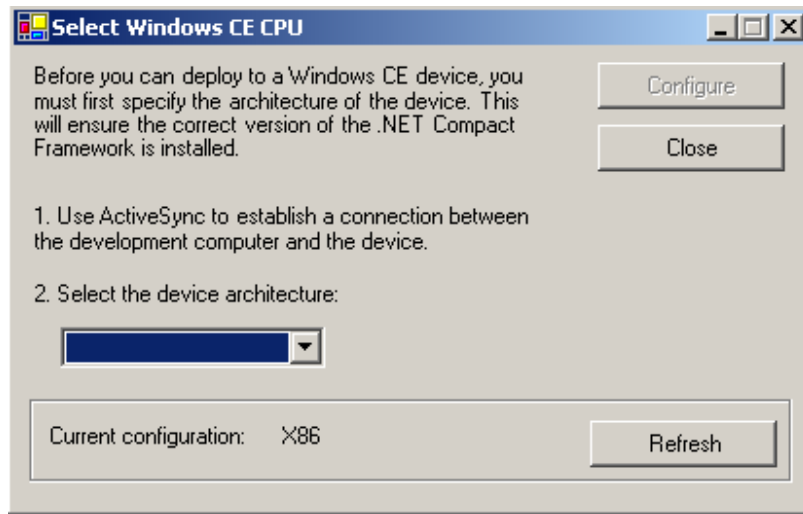 Select Windows CE CPU
Before you can deploy to a Windows CE device, you
must first specify the architecture of the device. This
will ensure the correct version of the .NET Compact
Framework is installed.
Configure
Close
1. Use ActiveSync to establish a connection between
the development computer and the device.
2. Select the device architecture:
Current configuration: X86
Refresh